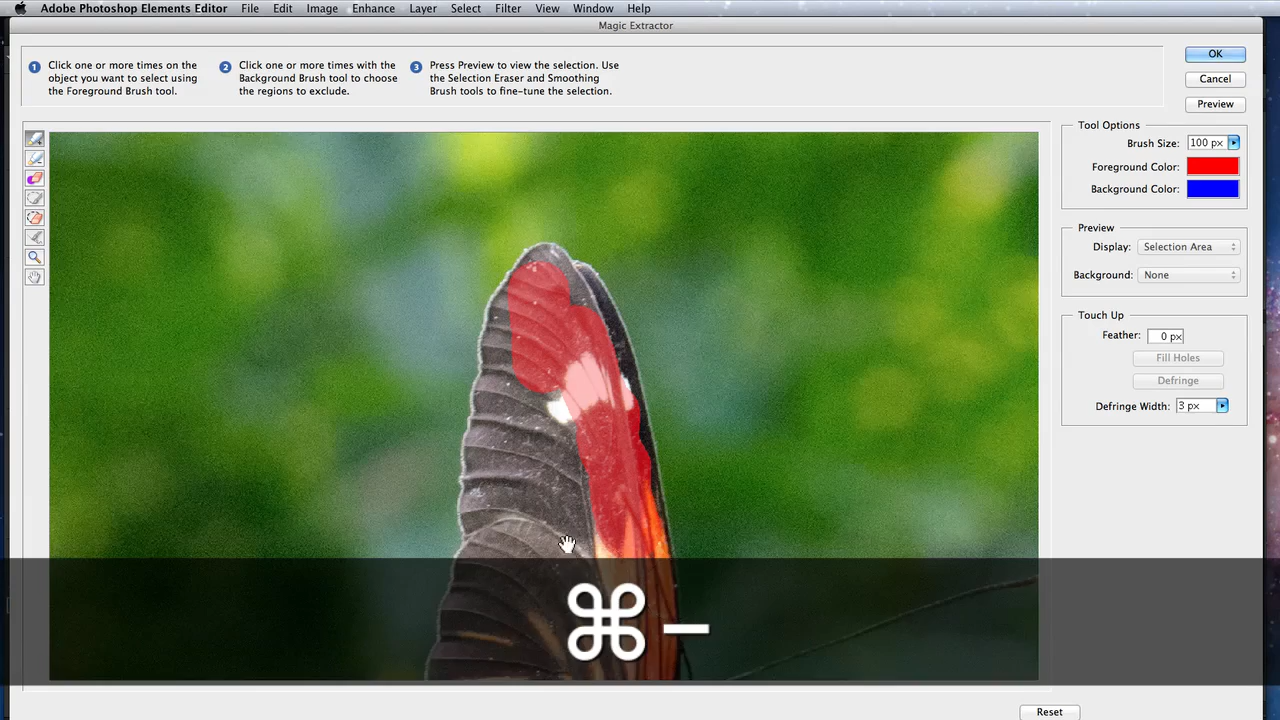 Adobe Photoshop Elements Editor File Edit Image Enhance Layer Select Filter View Window Help
Magic Extractor
1 Click one or more times on the
object you want to select using
the Foreground Brush tool.
2 Click one or more times with the
Background Brush tool to choose
the regions to exclude.
3 Press Preview to view the selection. Use
the Selection Eraser and Smoothing
Brush tools to fine-tune the selection.
OK
Cancel
Preview
Tool Options
Brush Size: 100 px
Foreground Color:
Background Color:
Preview
Display: Selection Area
Background: None
Touch Up
Feather: 0 px
Fill Holes
Defringe
Defringe Width: 3 px
⌘ –
Reset